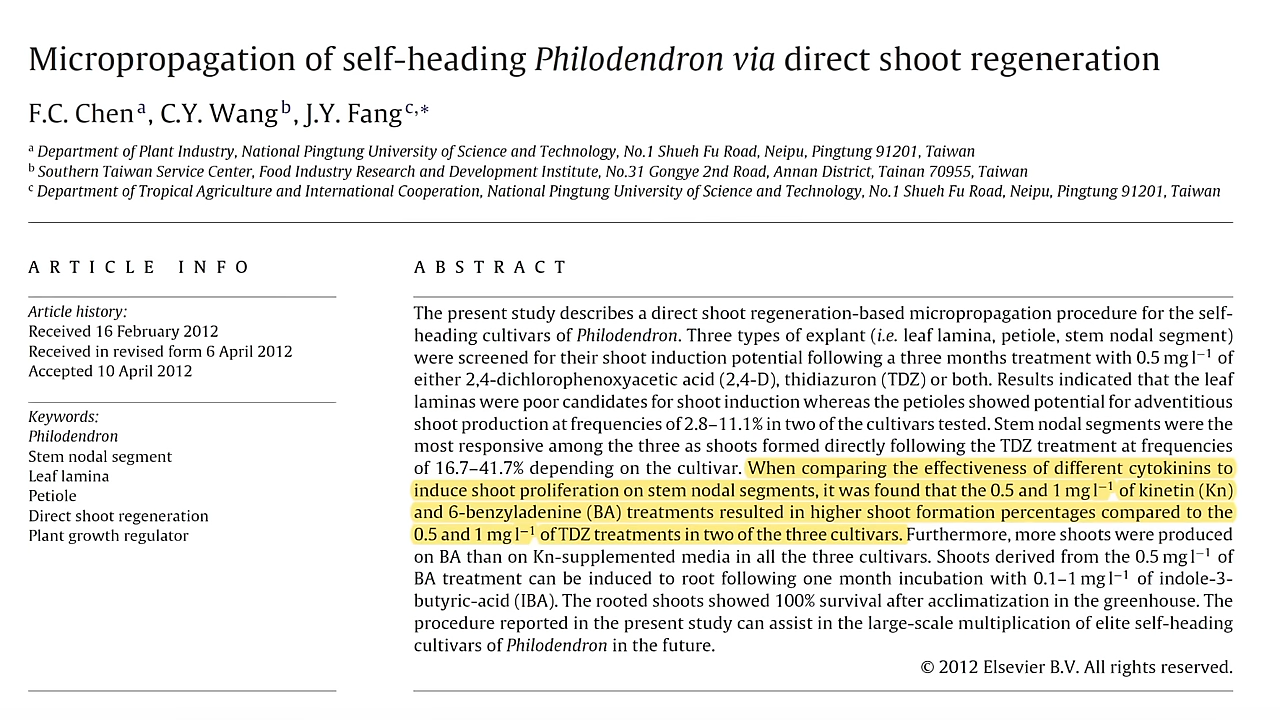 Micropropagation of self-heading Philodendron via direct shoot regeneration
F.C. Chen a, C.Y. Wang b, J.Y. Fang c,*
a Department of Plant Industry, National Pingtung University of Science and Technology, No.1 Shueh Fu Road, Neipu, Pingtung 91201, Taiwan
b Southern Taiwan Service Center, Food Industry Research and Development Institute, No.31 Gongye 2nd Road, Annan District, Tainan 70955, Taiwan
c Department of Tropical Agriculture and International Cooperation, National Pingtung University of Science and Technology, No.1 Shueh Fu Road, Neipu, Pingtung 91201, Taiwan
ARTICLE INFO
Article history:
Received 16 February 2012
Received in revised form 6 April 2012
Accepted 10 April 2012
Keywords:
Philodendron
Stem nodal segment
Leaf lamina
Petiole
Direct shoot regeneration
Plant growth regulator
ABSTRACT
The present study describes a direct shoot regeneration-based micropropagation procedure for the self-
heading cultivars of Philodendron. Three types of explant (i.e. leaf lamina, petiole, stem nodal segment)
were screened for their shoot induction potential following a three months treatment with 0.5 mg l−1 of
either 2,4-dichlorophenoxyacetic acid (2,4-D), thidiazuron (TDZ) or both. Results indicated that the leaf
laminas were poor candidates for shoot induction whereas the petioles showed potential for adventitious
shoot production at frequencies of 2.8–11.1% in two of the cultivars tested. Stem nodal segments were the
most responsive among the three as shoots formed directly following the TDZ treatment at frequencies
of 16.7–41.7% depending on the cultivar. When comparing the effectiveness of different cytokinins to
induce shoot proliferation on stem nodal segments, it was found that the 0.5 and 1 mg l−1 of kinetin (Kn)
and 6-benzyladenine (BA) treatments resulted in higher shoot formation percentages compared to the
0.5 and 1 mg l−1 of TDZ treatments in two of the three cultivars. Furthermore, more shoots were produced
on BA than on Kn-supplemented media in all the three cultivars. Shoots derived from the 0.5 mg l−1 of
BA treatment can be induced to root following one month incubation with 0.1–1 mg l−1 of indole-3-
butyric-acid (IBA). The rooted shoots showed 100% survival after acclimatization in the greenhouse. The
procedure reported in the present study can assist in the large-scale multiplication of elite self-heading
cultivars of Philodendron in the future.
© 2012 Elsevier B.V. All rights reserved.